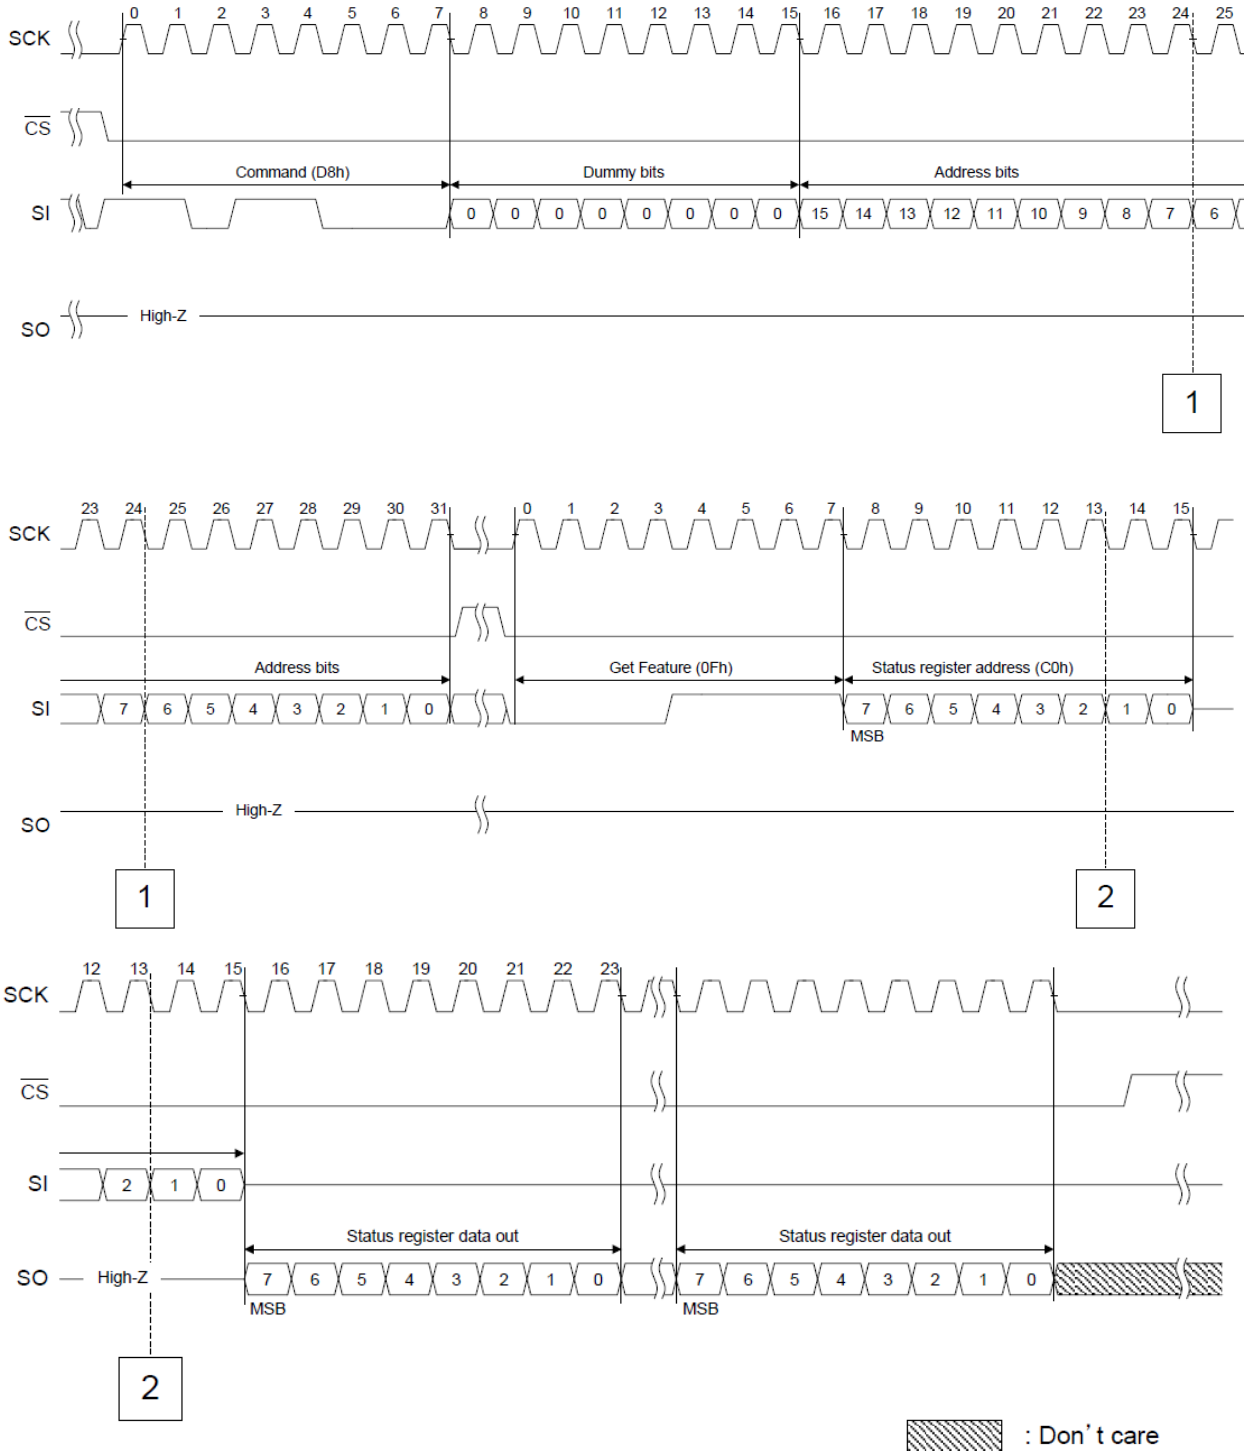 0 1 2 3 4 5 6 7 8 9 10 11 12 13 14 15 16 17 18 19 20 21 22 23 24 25
SCK
CS
Command (D8h) Dummy bits Address bits
SI 0 0 0 0 0 0 0 0 15 14 13 12 11 10 9 8 7 6
SO High-Z
1
23 24 25 26 27 28 29 30 31 0 1 2 3 4 5 6 7 8 9 10 11 12 13 14 15
SCK
CS
Address bits Get Feature (0Fh) Status register address (C0h)
SI 7 6 5 4 3 2 1 0 7 6 5 4 3 2 1 0
MSB
SO High-Z
1 2
12 13 14 15 16 17 18 19 20 21 22 23
SCK
CS
SI 2 1 0
Status register data out Status register data out
SO High-Z 7 6 5 4 3 2 1 0 7 6 5 4 3 2 1 0
MSB MSB
2
: Don't care